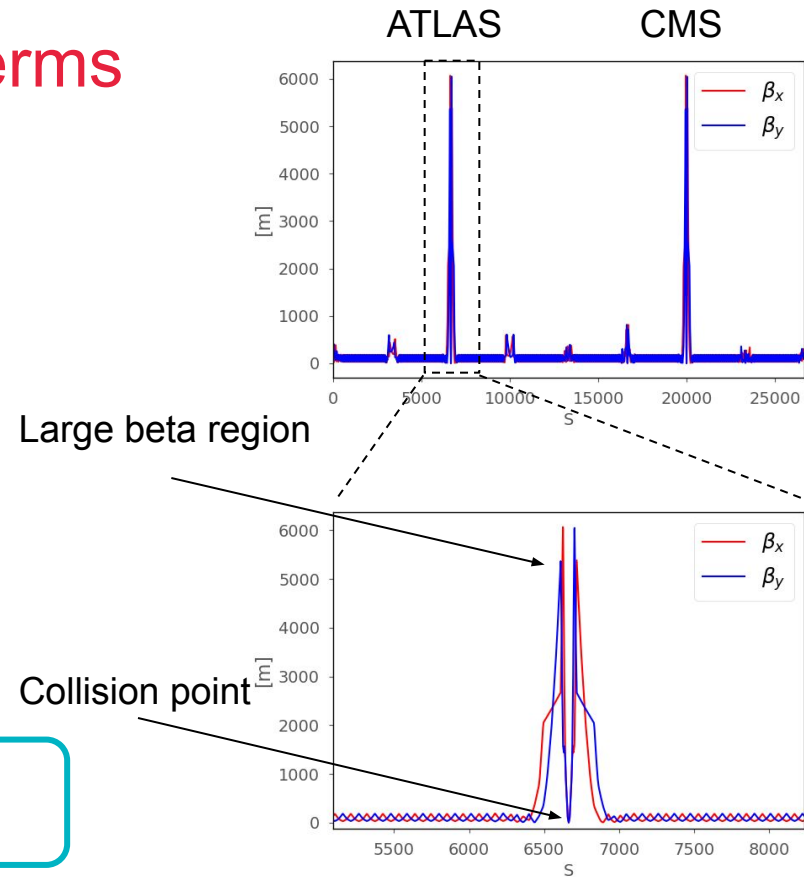 ATLAS CMS
erms
6000
5000
4000
3000
2000
1000
0
[m]
βx
βy
0 5000 10000 15000 20000 25000
S
Large beta region
6000
5000
4000
3000
2000
1000
0
[m]
βx
βy
Collision point
5500 6000 6500 7000 7500 8000
S